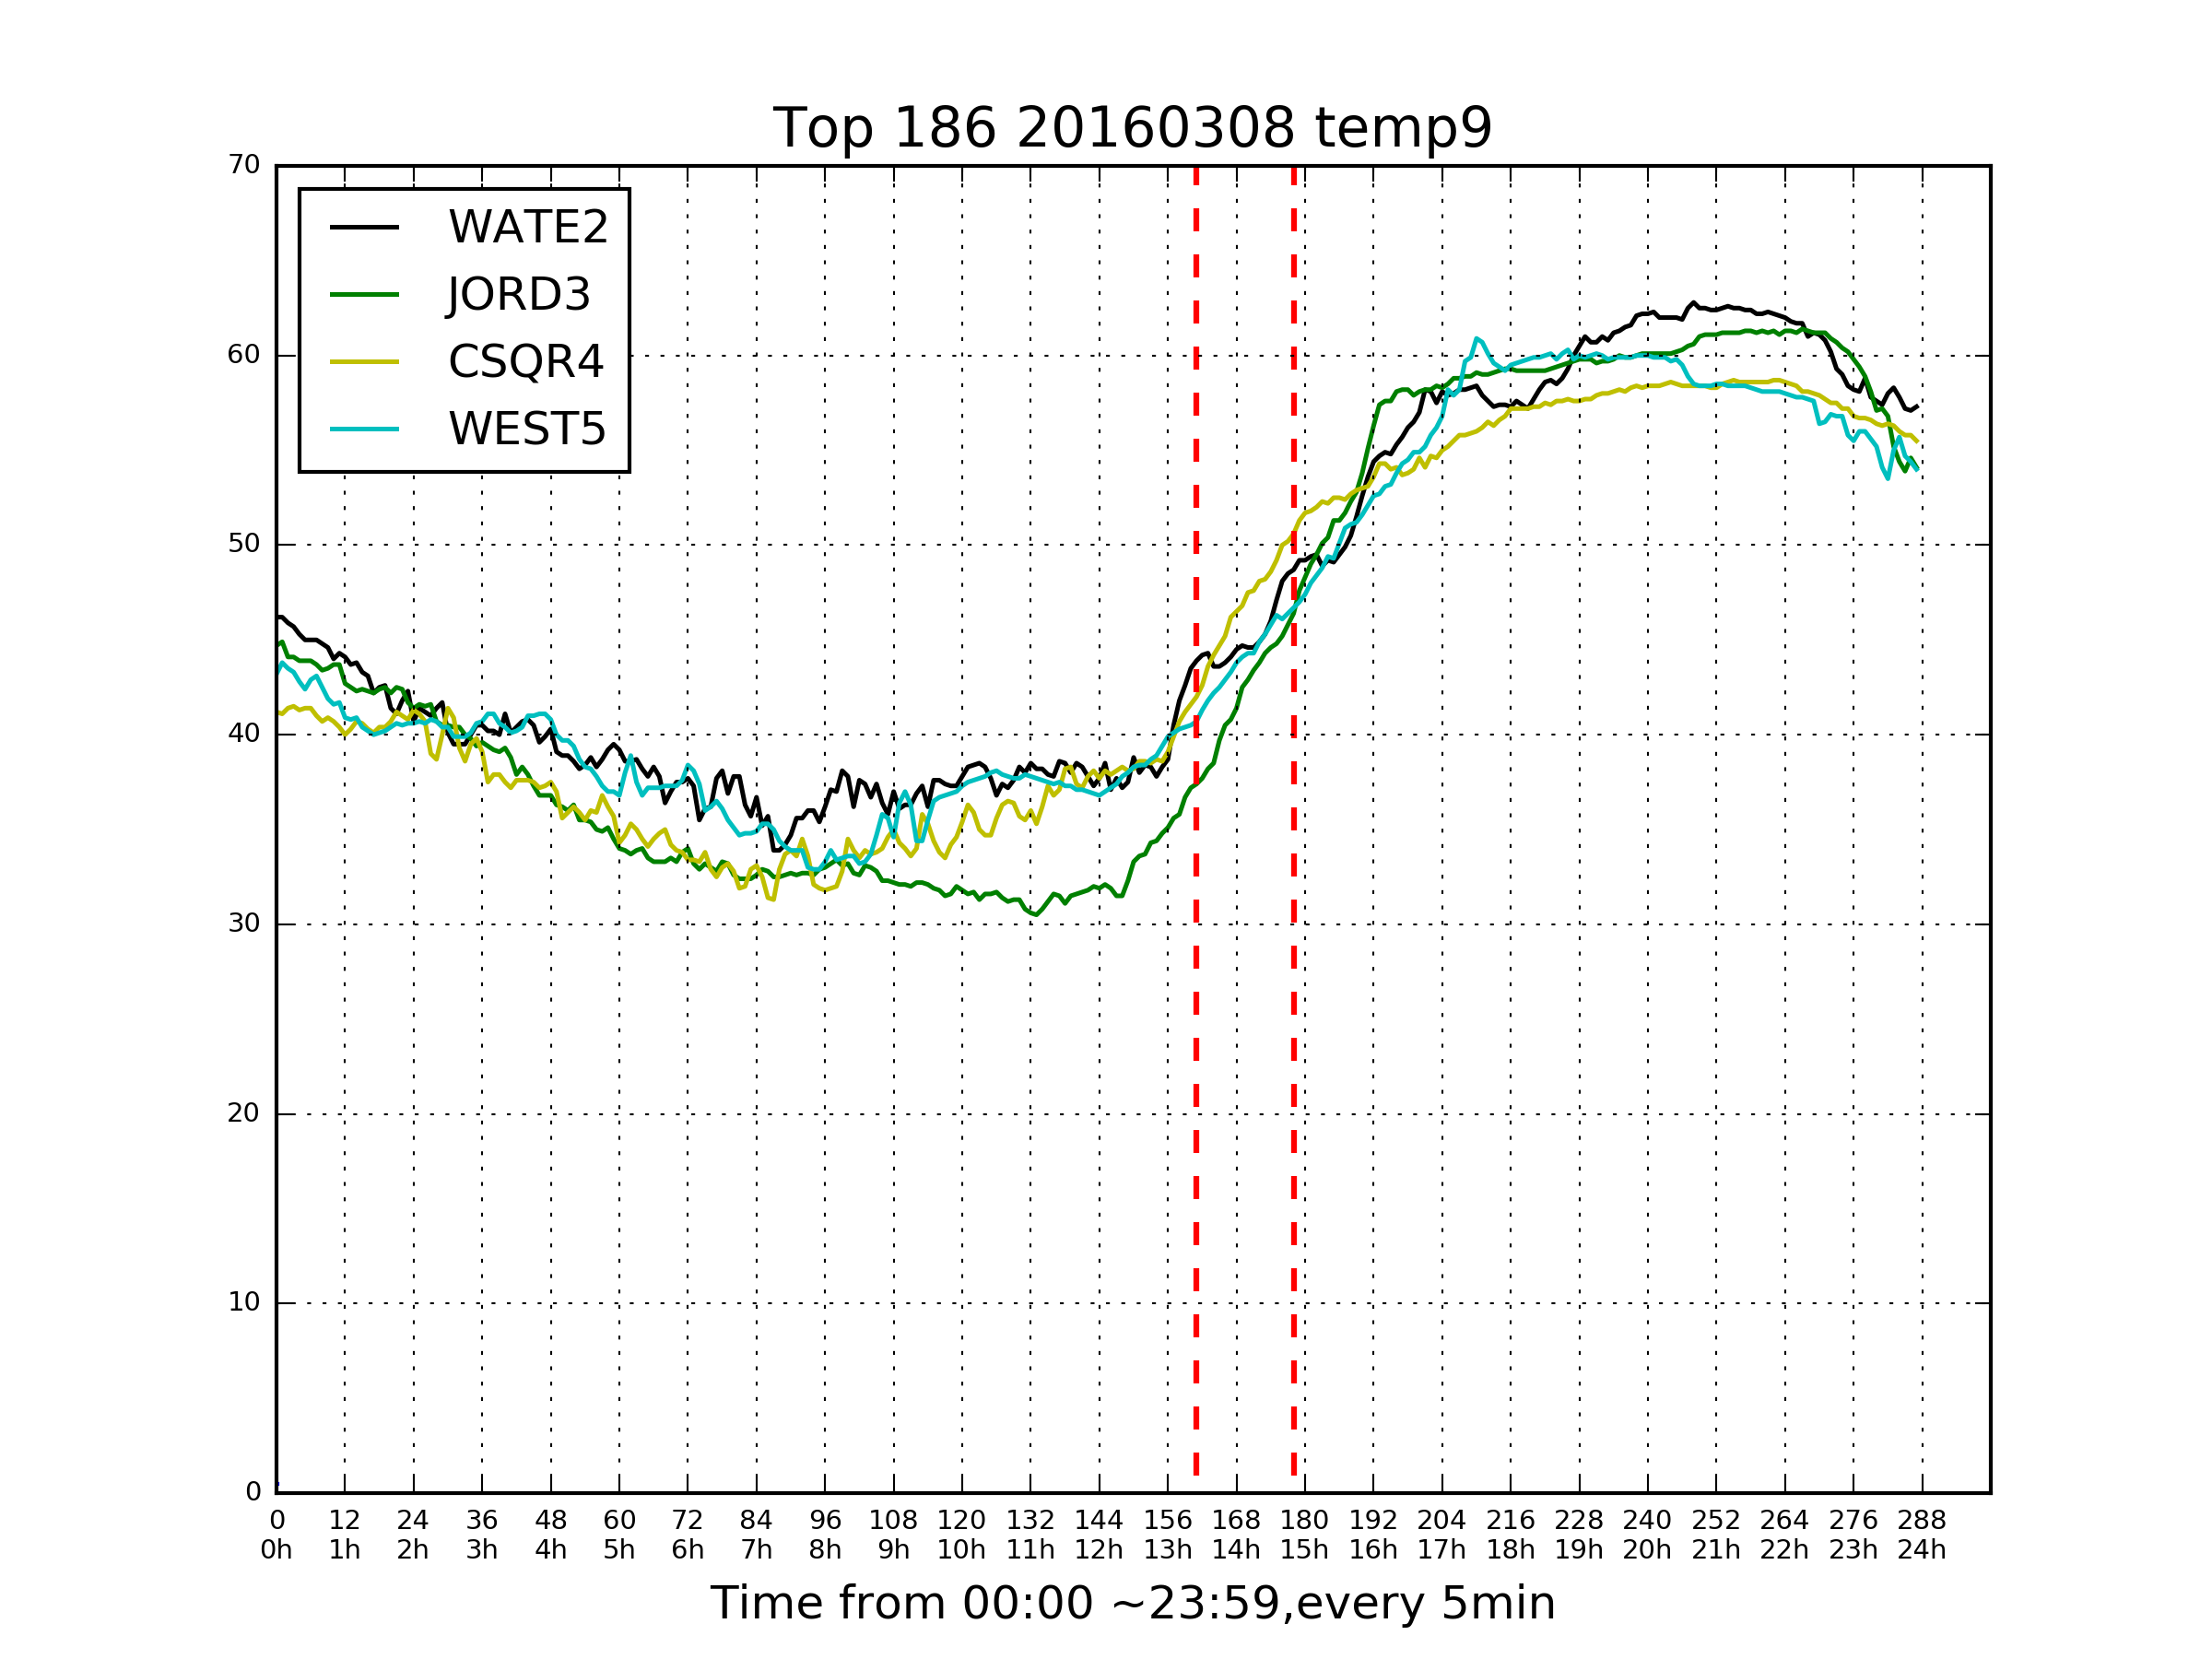 Top 186 20160308 temp9
70
60
50
40
30
20
10
0
WATE2
JORD3
CSQR4
WEST5
0 12 24 36 48 60 72 84 96 108 120 132 144 156 168 180 192 204 216 228 240 252 264 276 288
0h 1h 2h 3h 4h 5h 6h 7h 8h 9h 10h 11h 12h 13h 14h 15h 16h 17h 18h 19h 20h 21h 22h 23h 24h
Time from 00:00 ~23:59,every 5min